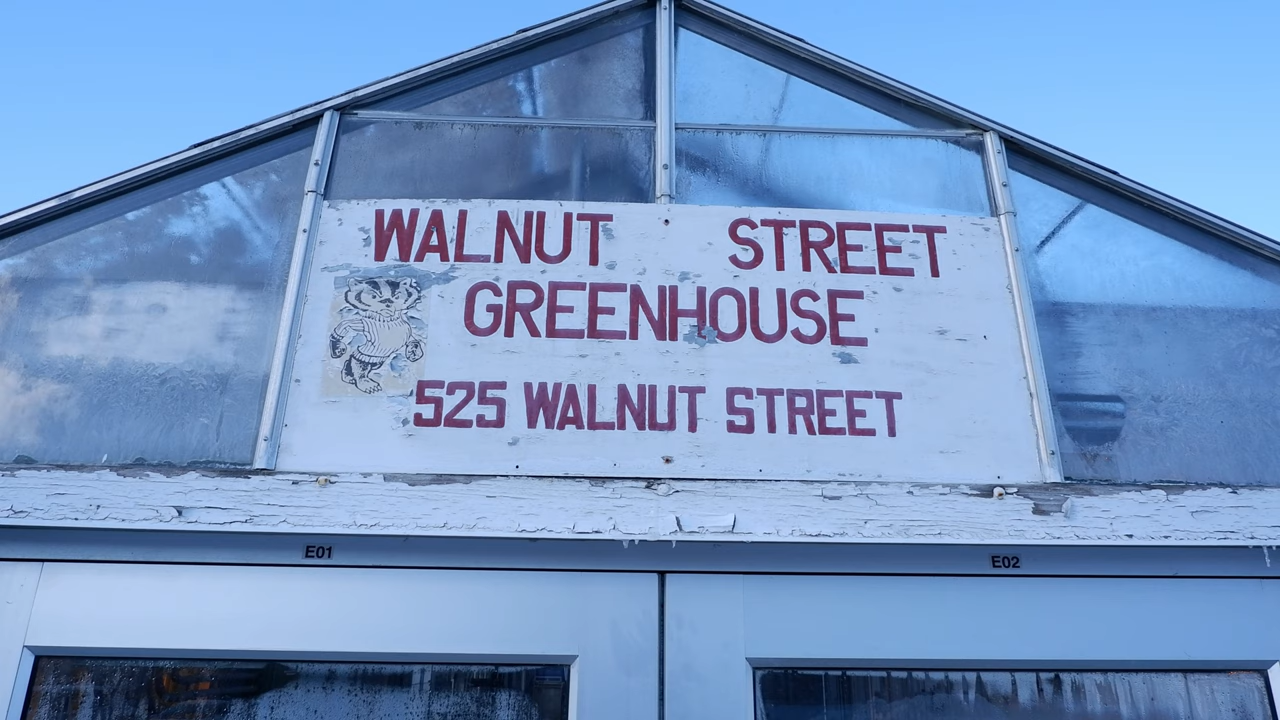 WALNUT STREET
GREENHOUSE
525 WALNUT STREET
E01
E02